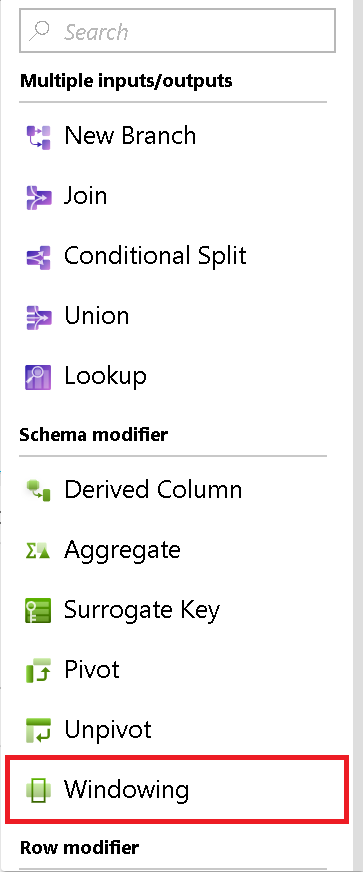 Search
Multiple inputs/outputs
New Branch
Join
Conditional Split
Union
Lookup
Schema modifier
Derived Column
Aggregate
Surrogate Key
Pivot
Unpivot
Windowing
Row modifier